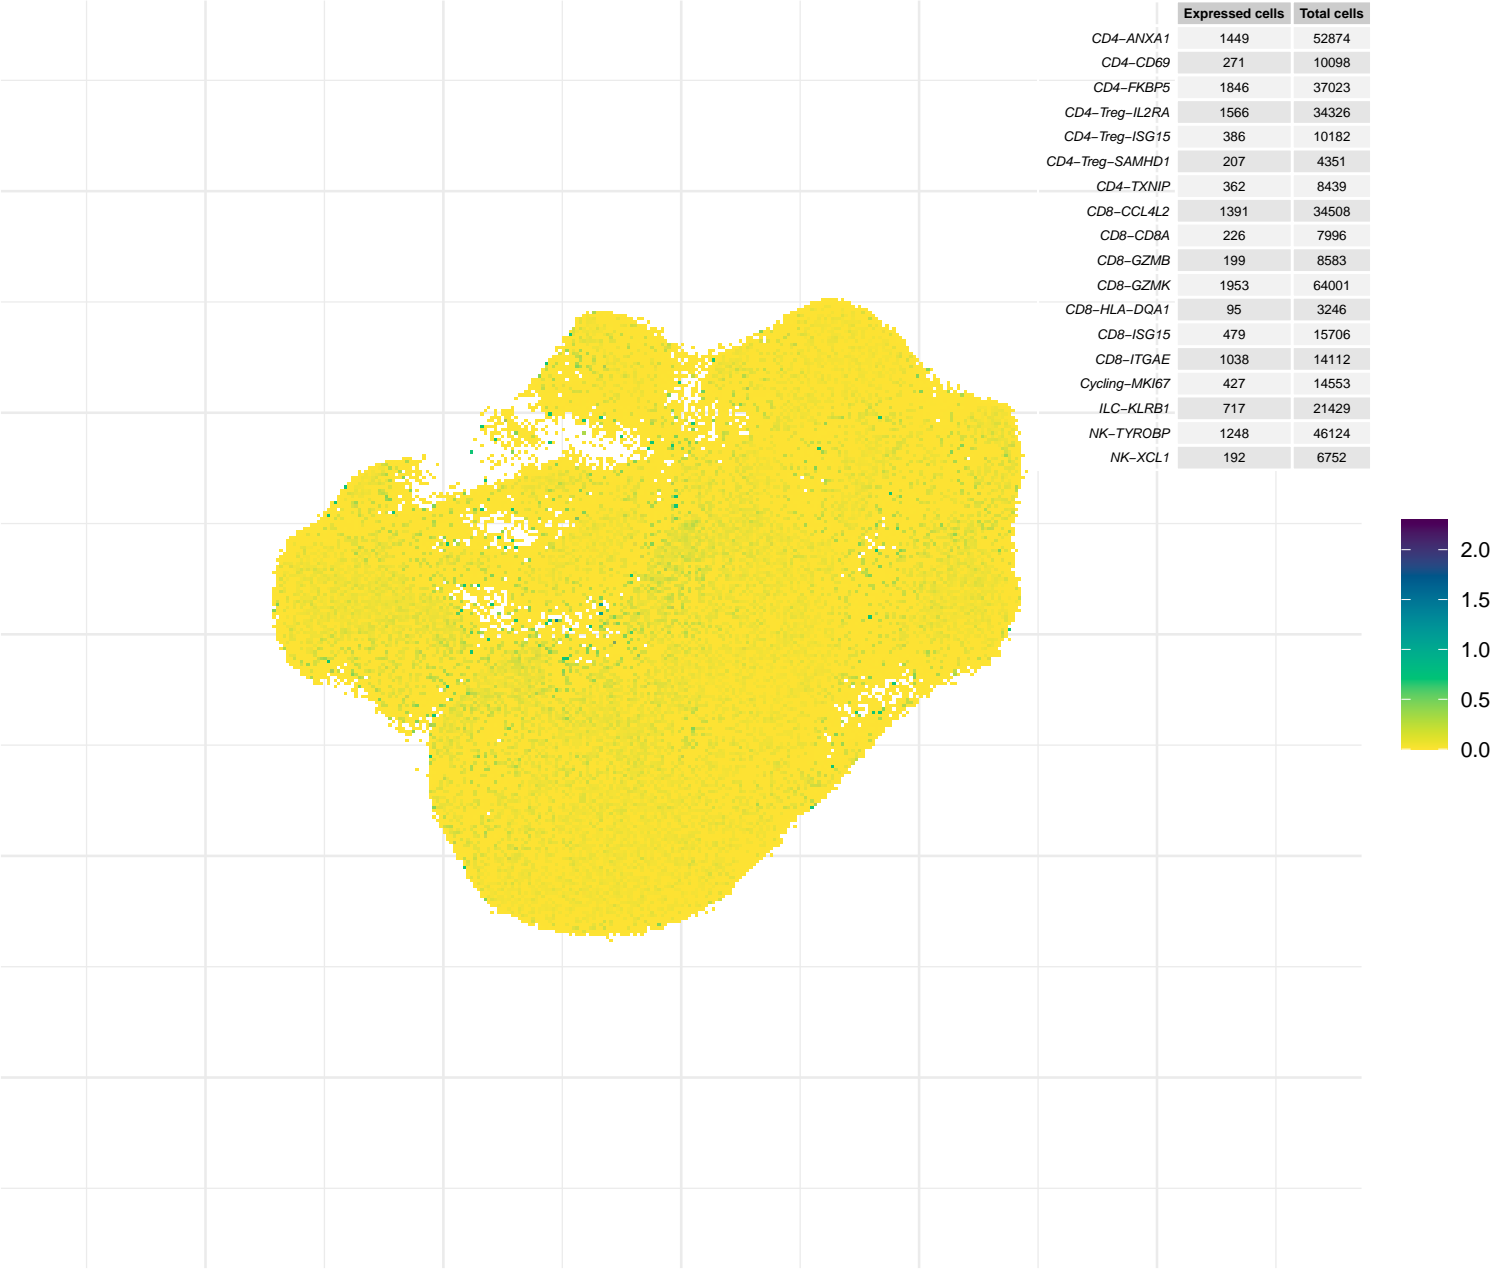 Expressed cells Total cells
CD4−ANXA1 1449 52874
CD4−CD69 271 10098
CD4−FKBP5 1846 37023
CD4−Treg−IL2RA 1566 34326
CD4−Treg−ISG15 386 10182
CD4−Treg−SAMHD1 207 4351
CD4−TXNIP 362 8439
CD8−CCL4L2 1391 34508
CD8−CD8A 226 7996
CD8−GZMB 199 8583
CD8−GZMK 1953 64001
CD8−HLA−DQA1 95 3246
CD8−ISG15 479 15706
CD8−ITGAE 1038 14112
Cycling−MKI67 427 14553
ILC−KLRB1 717 21429
NK−TYROBP 1248 46124
NK−XCL1 192 6752
2.0
1.5
1.0
0.5
0.0